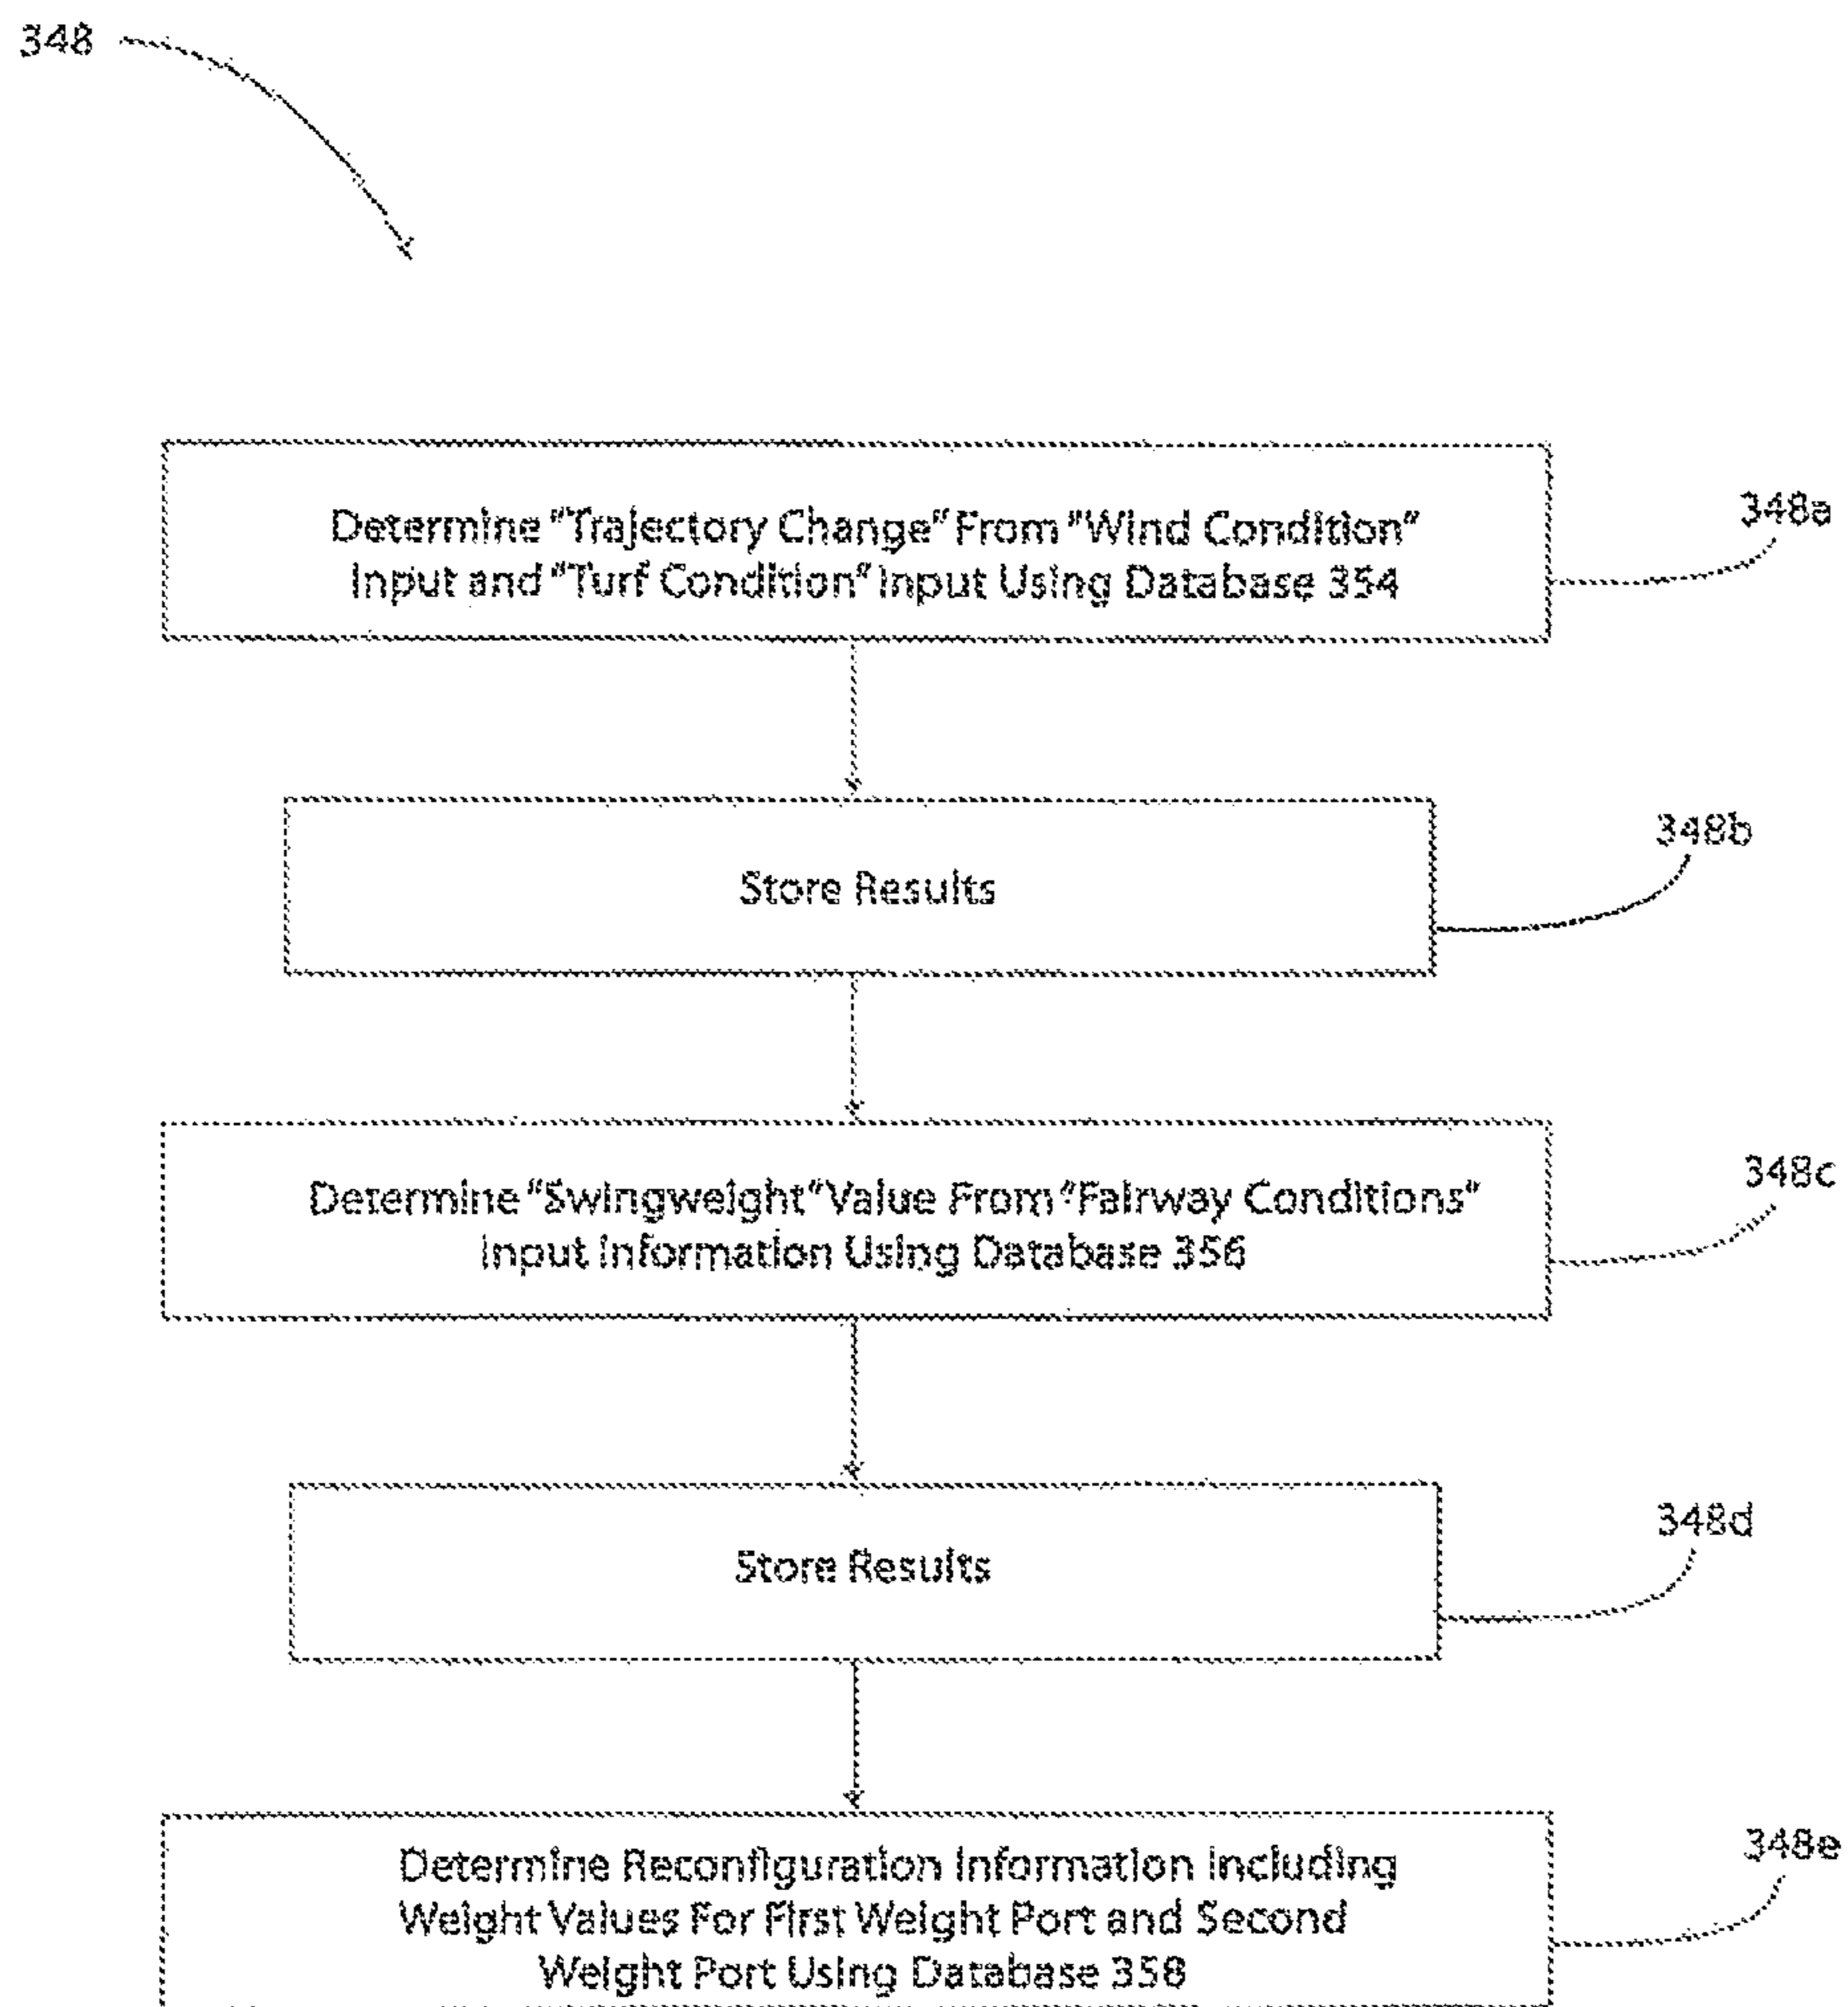 348
Determine "Trajectory Change" From "Wind Condition"
Input and "Turf Condition" Input Using Database 354
348a
Store Results
348b
Determine "Swingweight" Value From "Fairway Conditions"
Input Information Using Database 356
348c
Store Results
348d
Determine Reconfiguration Information Including
Weight Values For First Weight Port and Second
Weight Port Using Database 358
348e